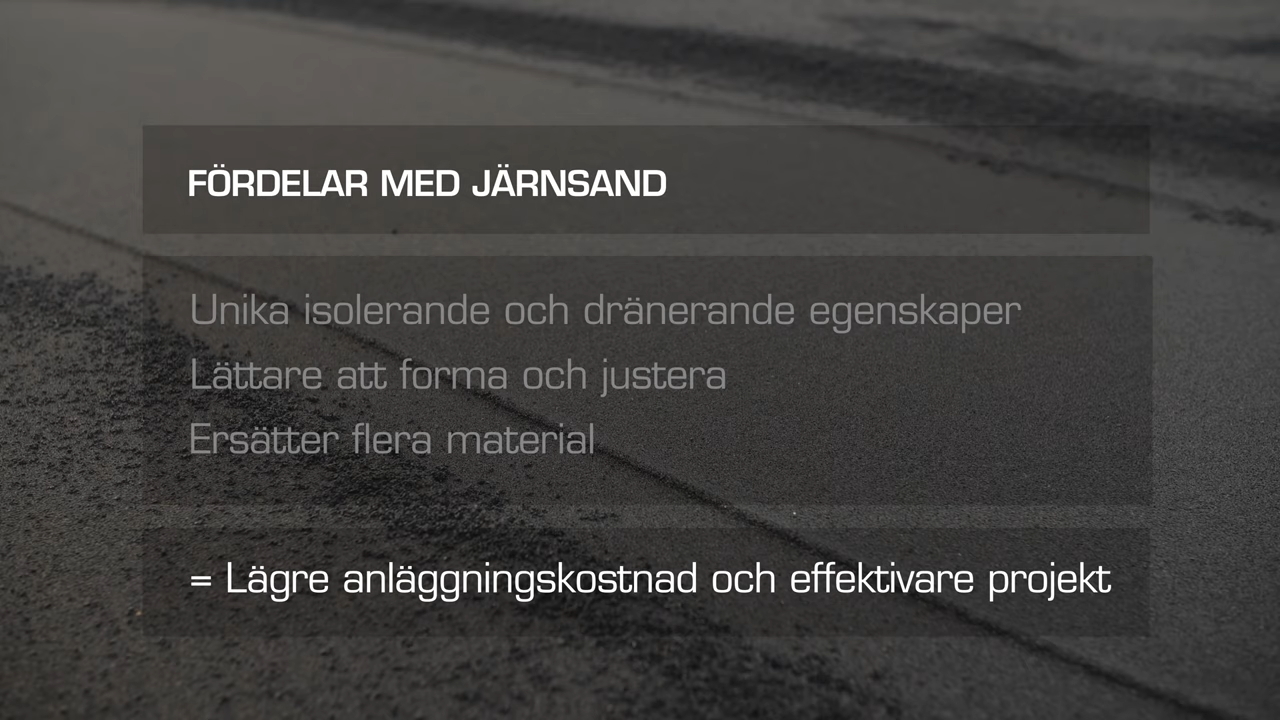 FÖRDELAR MED JÄRNSAND
Unika isolerande och dränerande egenskaper
Lättare att forma och justera
Ersätter flera material
= Lägre anläggningskostnad och effektivare projekt